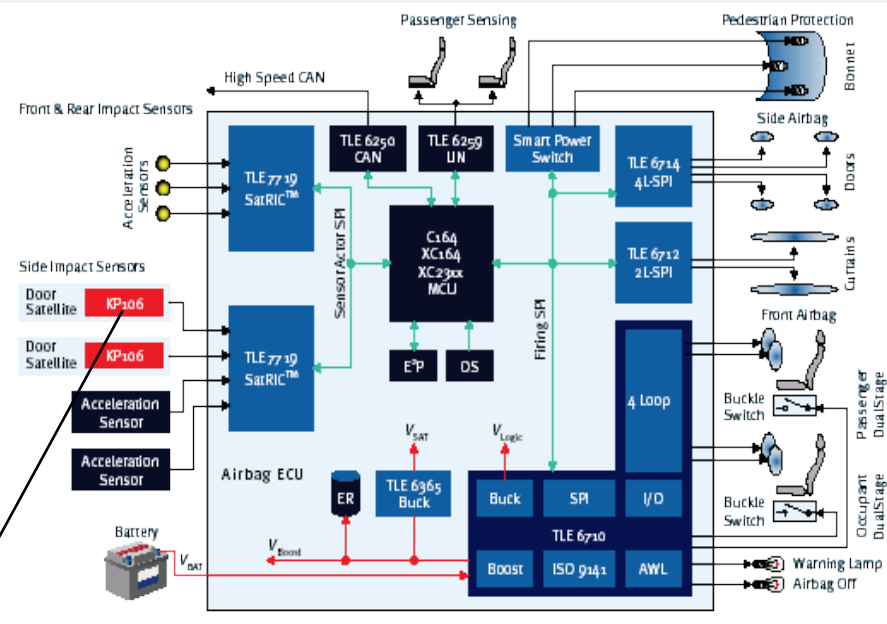 Passenger Sensing
Pedestrian Protection
Bonnet
High Speed CAN
Front & Rear Impact Sensors
Side Airbag
Doors
Acceleration
Sensors
TLE 7719
SatRIC™
TLE 6250
CAN
TLE 6259
LIN
Smart Power
Switch
TLE 6714
4L-SPI
C164
XC164
XC23xx
MCU
TLE 6712
2L-SPI
Curtains
Sensor Actor SPI
Firing SPI
Side Impact Sensors
Door
Satellite
KP106
Door
Satellite
KP106
TLE 7719
SatRIC™
E²P
OS
Front Airbag
4 Loop
Buckle
Switch
Passenger
DualStage
Acceleration
Sensor
Acceleration
Sensor
Airbag ECU
VSAT
VLogic
ER
TLE 6365
Buck
Buck
SPI
I/O
TLE 6710
Boost
ISO 9141
AWL
Buckle
Switch
Occupant
DualStage
Battery
VBAT
VBoost
Warning Lamp
Airbag Off